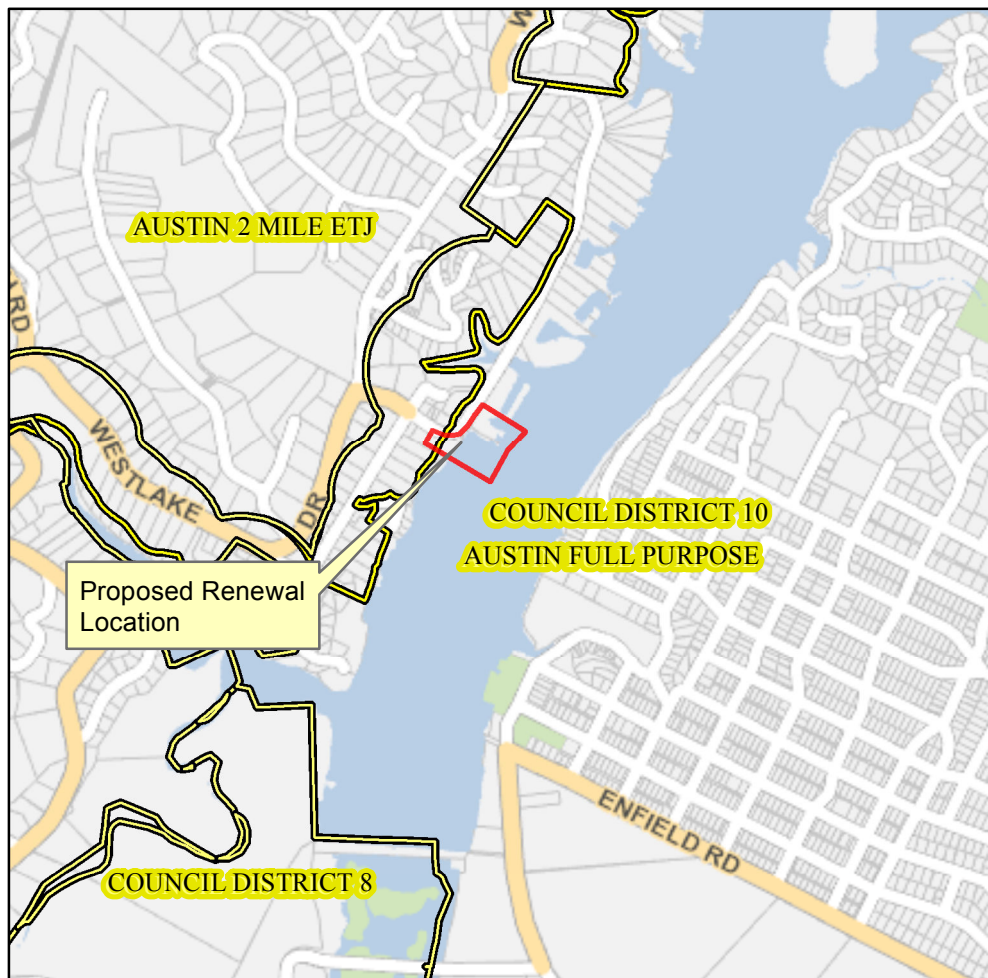 W
AUSTIN 2 MILE ETJ
RD
WESTLAKE
DR
COUNCIL DISTRICT 10
AUSTIN FULL PURPOSE
Proposed Renewal
Location
ENFIELD RD
COUNCIL DISTRICT 8